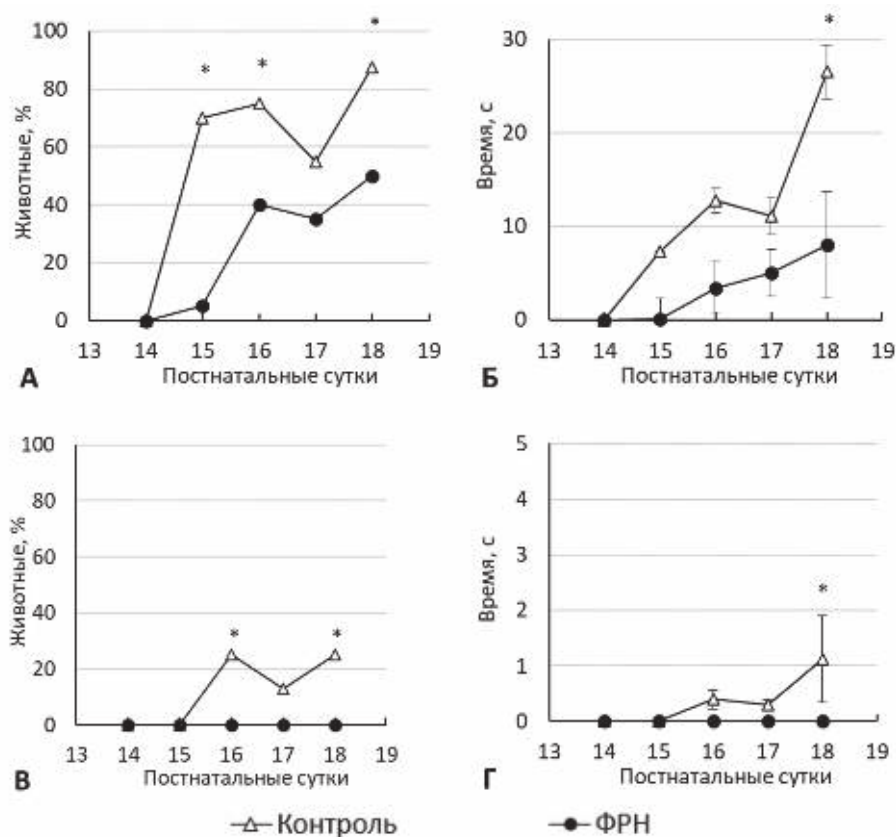 100
80
60
40
20
0
Животные, %
* * *
13 14 15 16 17 18 19
Постнатальные сутки
А
30
20
10
0
Время, с
*
13 14 15 16 17 18 19
Постнатальные сутки
Б
100
80
60
40
20
0
Животные, %
* *
13 14 15 16 17 18 19
Постнатальные сутки
В
5
4
3
2
1
0
Время, с
*
13 14 15 16 17 18 19
Постнатальные сутки
Г
Контроль ФРН